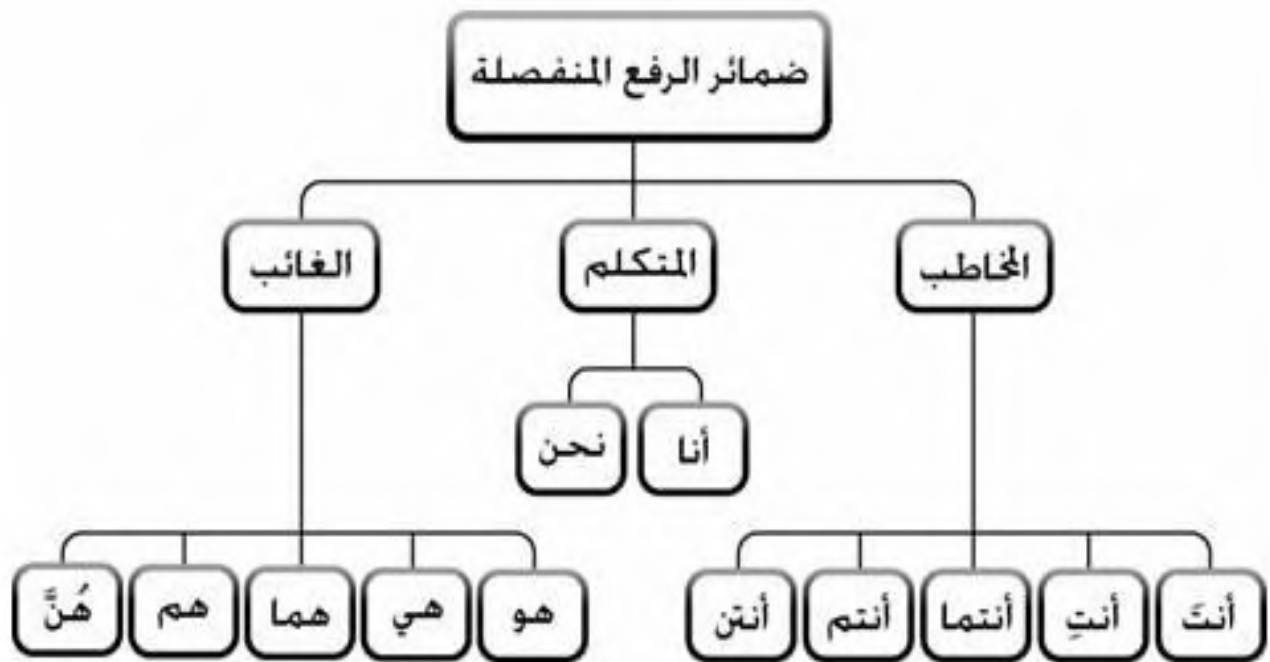 ضمائر الرفع المنفصلة
المخاطب
المتكلم
الغائب
أنا
نحن
أنتَ
أنتِ
أنتما
أنتم
أنتن
هو
هي
هما
هم
هُنَّ